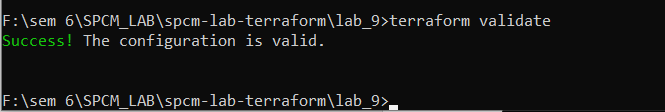 F:\sem 6\SPCM_LAB\spcm-lab-terraform\lab_9>terraform validate
Success! The configuration is valid.
F:\sem 6\SPCM_LAB\spcm-lab-terraform\lab_9>